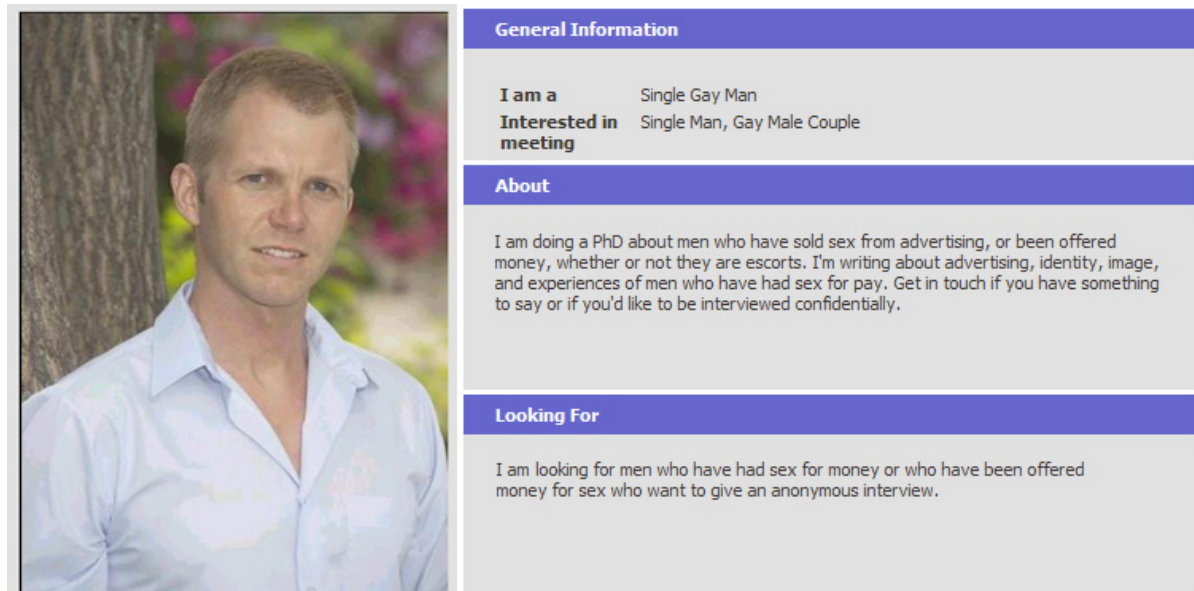 General Information
I am a Single Gay Man
Interested in meeting Single Man, Gay Male Couple
About
I am doing a PhD about men who have sold sex from advertising, or been offered
money, whether or not they are escorts. I'm writing about advertising, identity, image,
and experiences of men who have had sex for pay. Get in touch if you have something
to say or if you'd like to be interviewed confidentially.
Looking For
I am looking for men who have had sex for money or who have been offered
money for sex who want to give an anonymous interview.